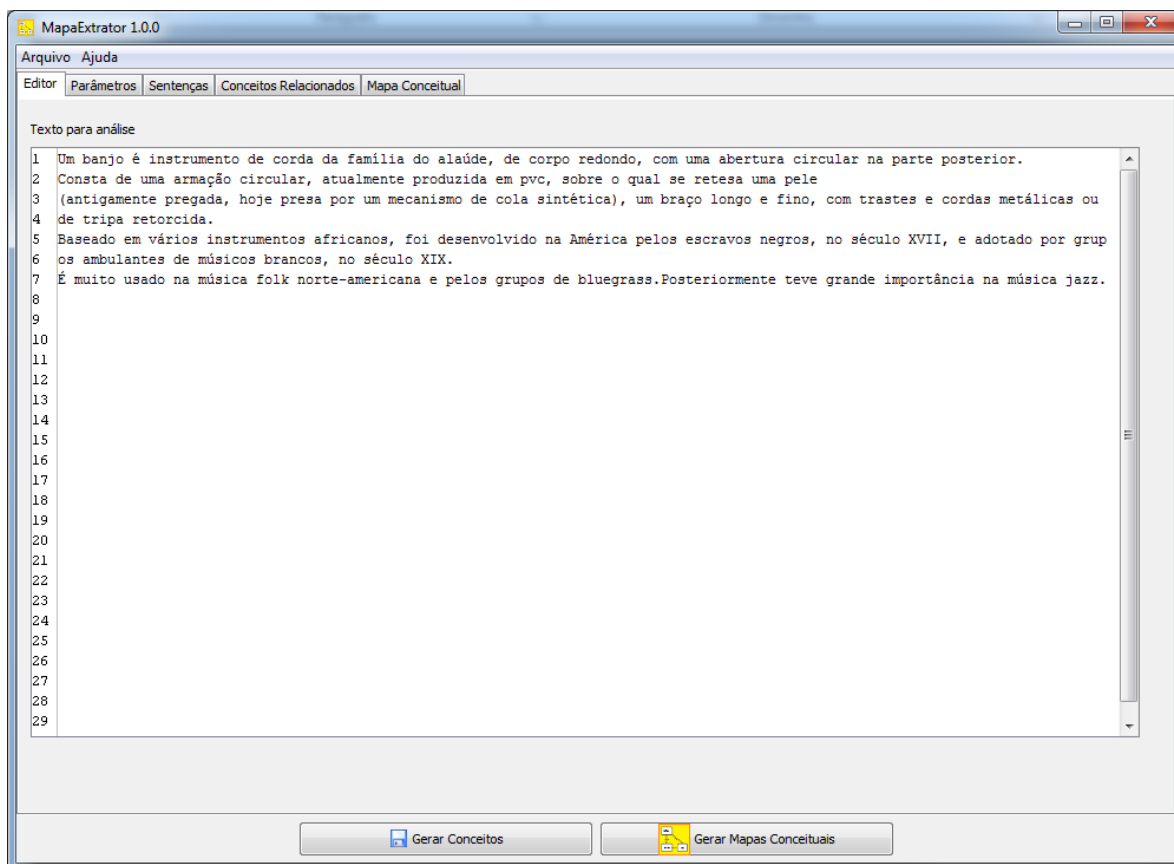 MapaExtrator 1.0.0
Arquivo Ajuda
Editor Parâmetros Sentenças Conceitos Relacionados Mapa Conceitual
Texto para análise
1 Um banjo é instrumento de corda da família do alaúde, de corpo redondo, com uma abertura circular na parte posterior.
2 Consta de uma armação circular, atualmente produzida em pvc, sobre o qual se retesa uma pele
3 (antigamente pregada, hoje presa por um mecanismo de cola sintética), um braço longo e fino, com trastes e cordas metálicas ou
4 de tripa retorcida.
5 Baseado em vários instrumentos africanos, foi desenvolvido na América pelos escravos negros, no século XVII, e adotado por grup
6 os ambulantes de músicos brancos, no século XIX.
7 É muito usado na música folk norte-americana e pelos grupos de bluegrass.Posteriormente teve grande importância na música jazz.
8
9
10
11
12
13
14
15
16
17
18
19
20
21
22
23
24
25
26
27
28
29
Gerar Conceitos Gerar Mapas Conceituais